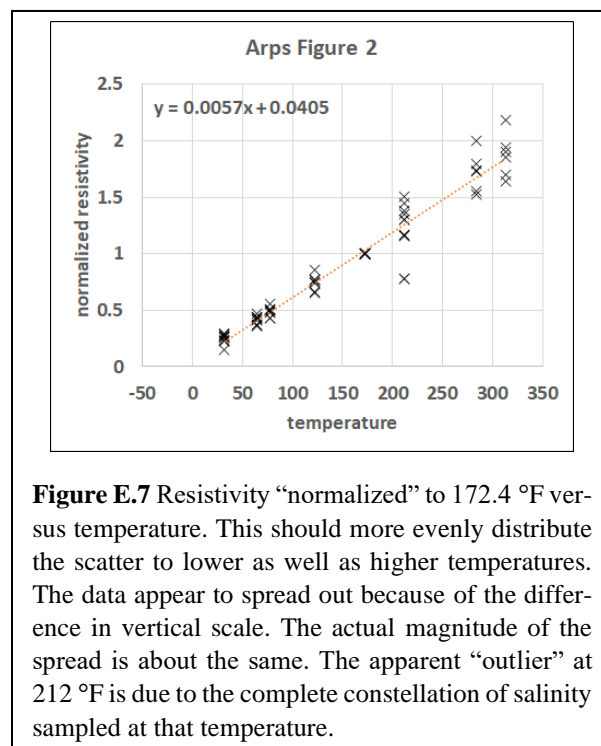 Arps Figure 2
y = 0.0057x + 0.0405
2.5
2
1.5
1
0.5
0
normalized resistivity
-50 0 50 100 150 200 250 300 350
temperature
Figure E.7 Resistivity “normalized” to 172.4 °F ver-
sus temperature. This should more evenly distribute
the scatter to lower as well as higher temperatures.
The data appear to spread out because of the differ-
ence in vertical scale. The actual magnitude of the
spread is about the same. The apparent “outlier” at
212 °F is due to the complete constellation of salinity
sampled at that temperature.